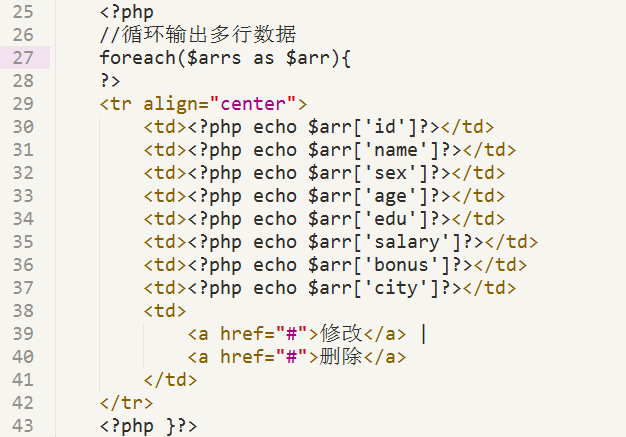 25 <?php
26 //循环输出多行数据
27 foreach($arrs as $arr){
28 ?>
29 <tr align="center">
30 <td><?php echo $arr['id']?></td>
31 <td><?php echo $arr['name']?></td>
32 <td><?php echo $arr['sex']?></td>
33 <td><?php echo $arr['age']?></td>
34 <td><?php echo $arr['edu']?></td>
35 <td><?php echo $arr['salary']?></td>
36 <td><?php echo $arr['bonus']?></td>
37 <td><?php echo $arr['city']?></td>
38 <td>
39 <a href="#">修改</a> |
40 <a href="#">删除</a>
41 </td>
42 </tr>
43 <?php }?>